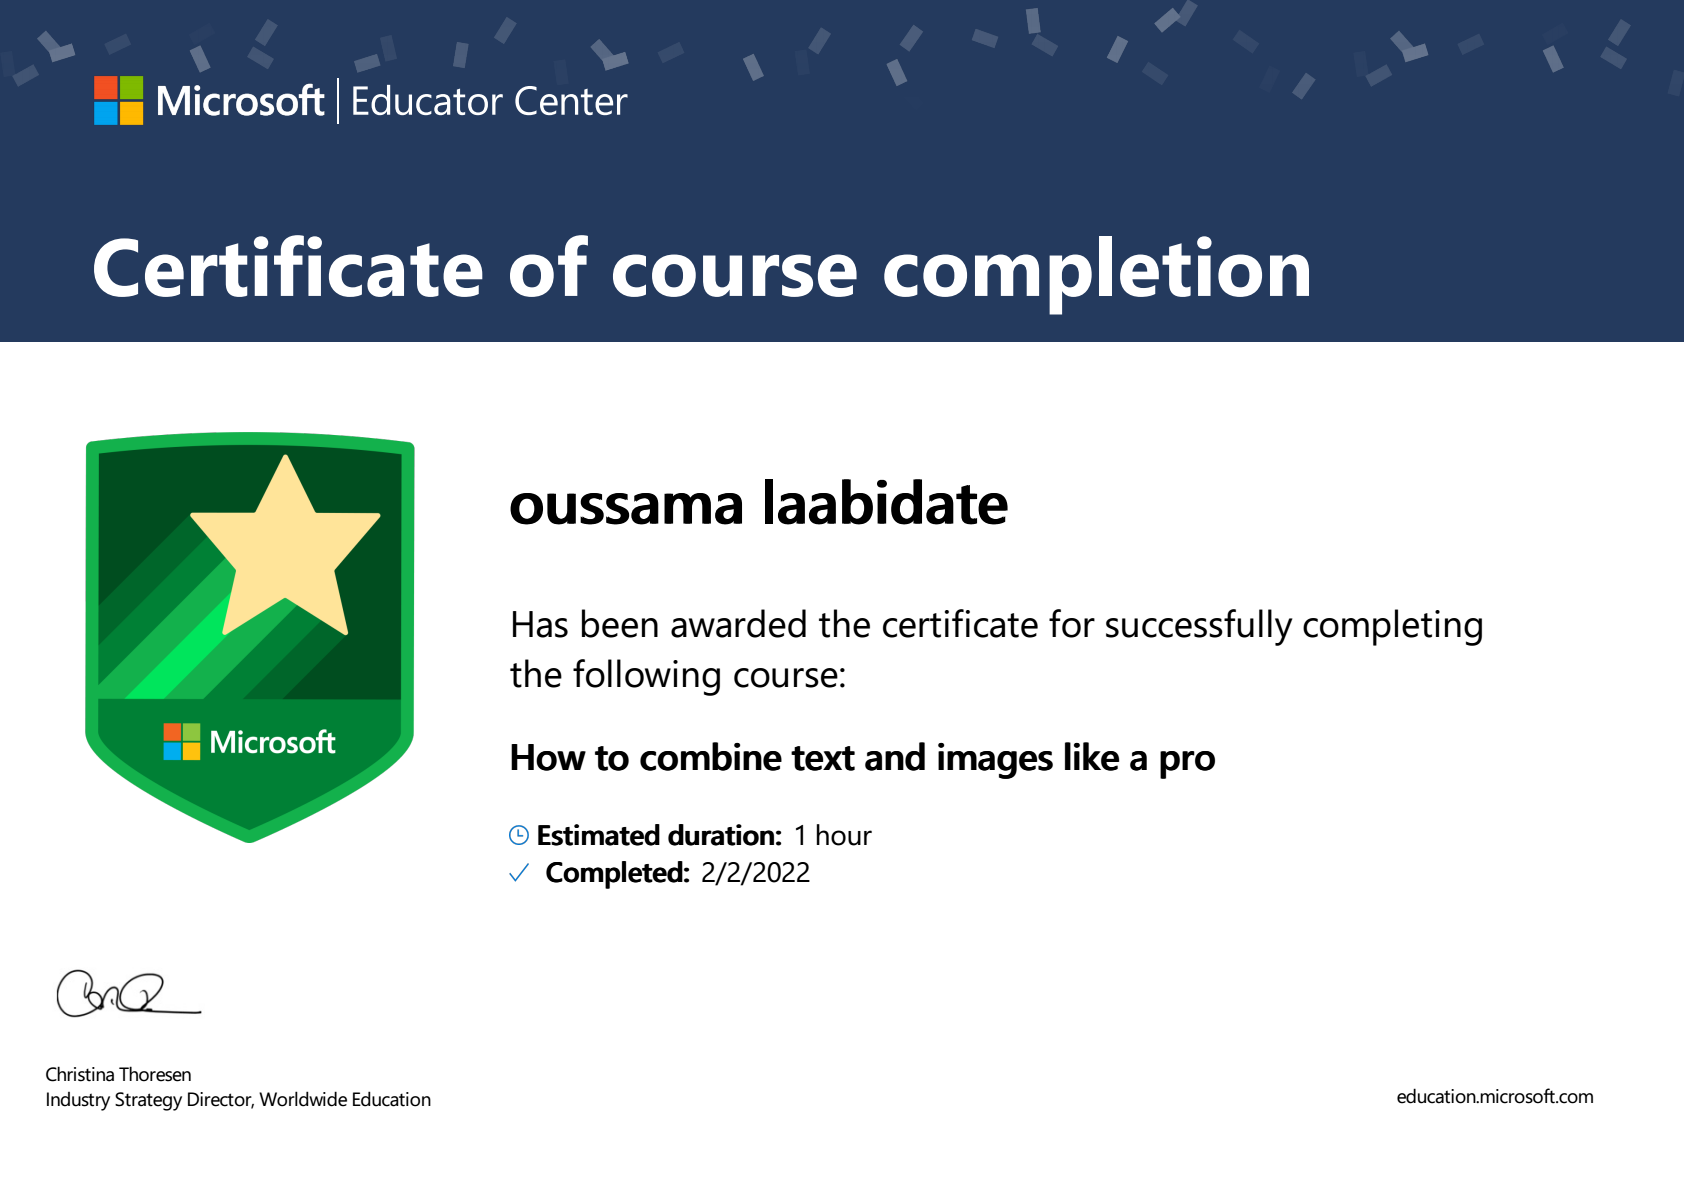 Microsoft | Educator Center
Certificate of course completion
oussama laabidate
Has been awarded the certificate for successfully completing
the following course:
How to combine text and images like a pro
Estimated duration: 1 hour
Completed: 2/2/2022
Microsoft
Christina Thoresen
Industry Strategy Director, Worldwide Education
education.microsoft.com